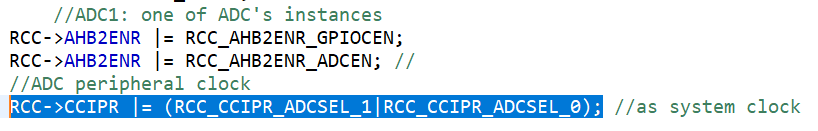 //ADC1: one of ADC's instances
RCC->AHB2ENR |= RCC_AHB2ENR_GPIOCEN;
RCC->AHB2ENR |= RCC_AHB2ENR_ADCEN; //
//ADC peripheral clock
RCC->CCIPR |= (RCC_CCIPR_ADCSEL_1|RCC_CCIPR_ADCSEL_0); //as system clock